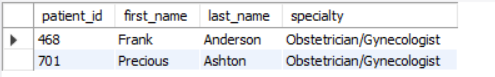 patient_id first_name last_name specialty
468 Frank Anderson Obstetrician/Gynecologist
701 Precious Ashton Obstetrician/Gynecologist